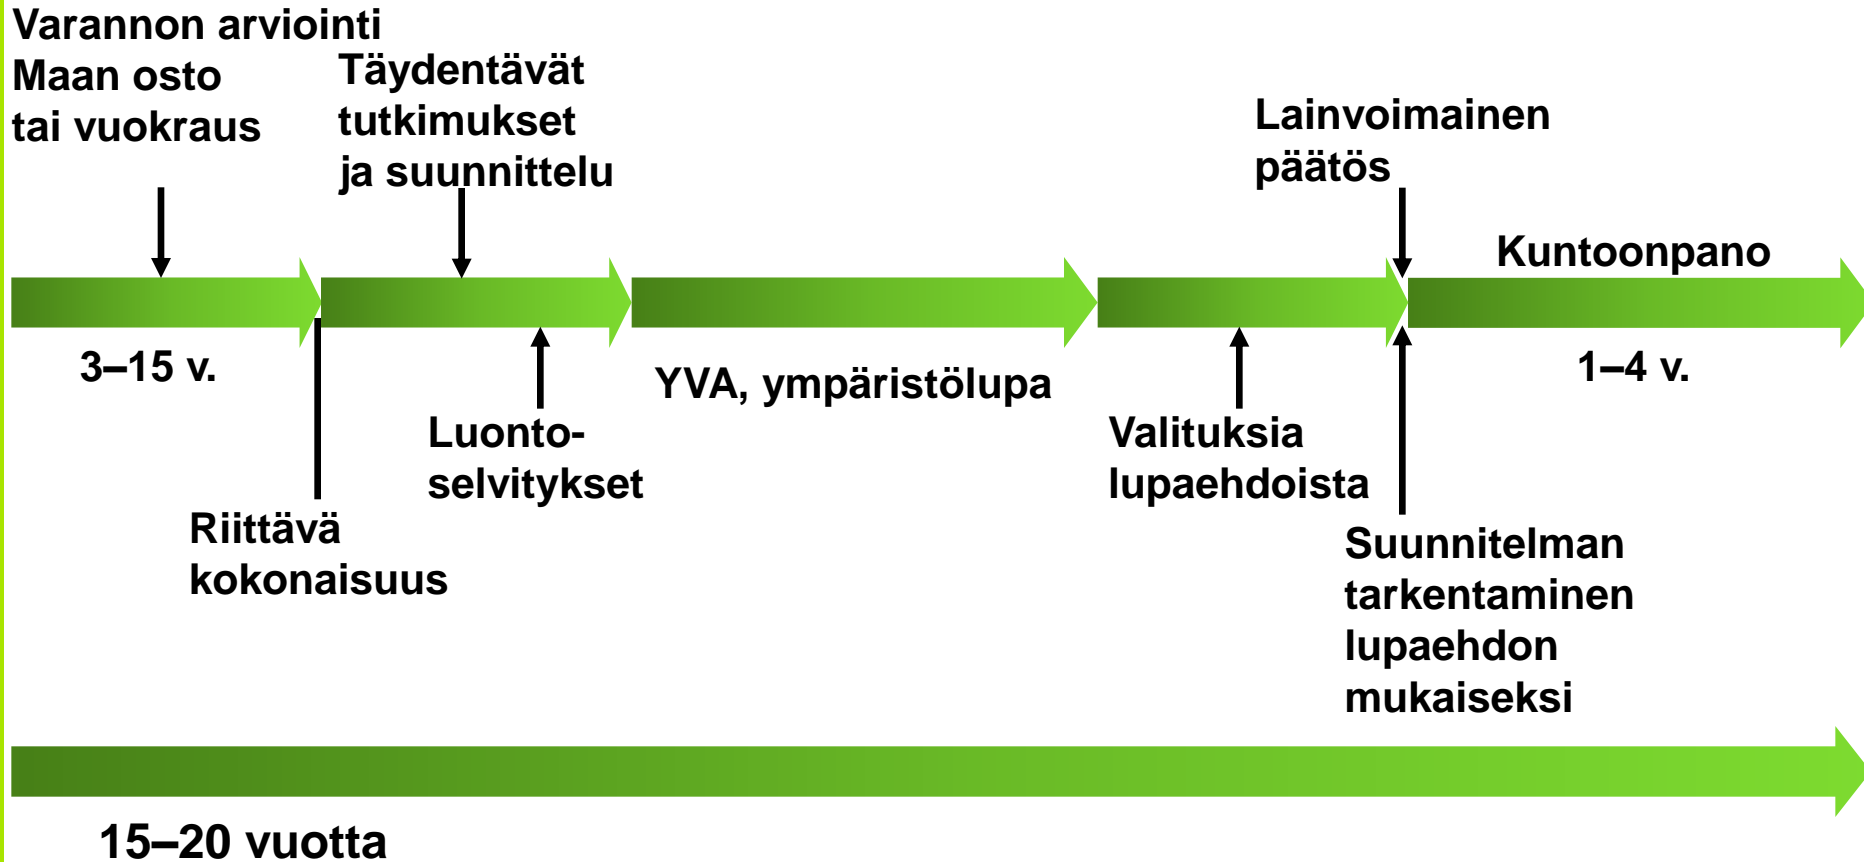 Varannon arviointi
Maan osto
tai vuokraus
Täydentävät
tutkimukset
ja suunnittelu
Lainvoimainen
päätös
Kuntoonpano
3–15 v.
YVA, ympäristölupa
1–4 v.
Luonto-
selvitykset
Valituksia
lupaehdoista
Riittävä
kokonaisuus
Suunnitelman
tarkentaminen
lupaehdon
mukaiseksi
15–20 vuotta